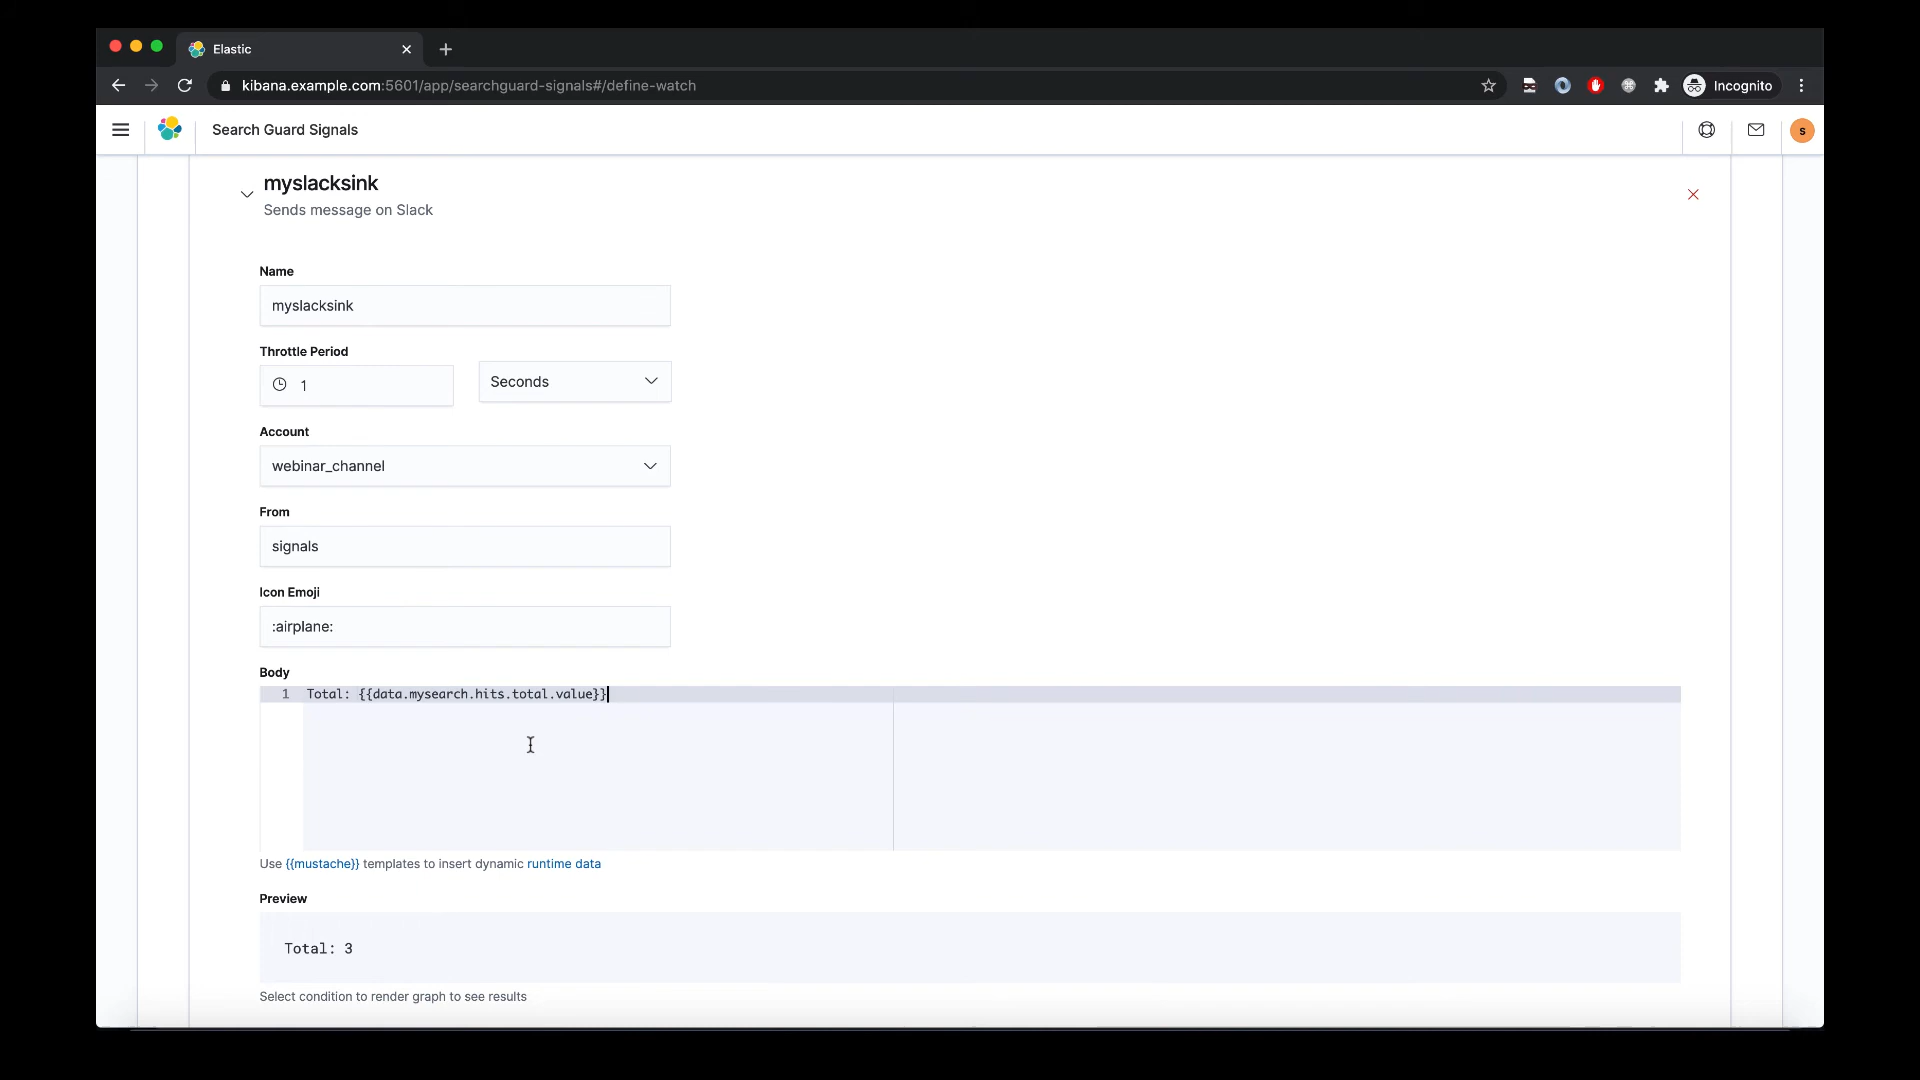 Elastic
kibana.example.com:5601/app/searchguard-signals#/define-watch
Incognito
Search Guard Signals
s
myslacksink
Sends message on Slack
Name
myslacksink
Throttle Period
1
Seconds
Account
webinar_channel
From
signals
Icon Emoji
:airplane:
Body
1 Total: {{data.mysearch.hits.total.value}}
Use {{mustache}} templates to insert dynamic runtime data
Preview
Total: 3
Select condition to render graph to see results